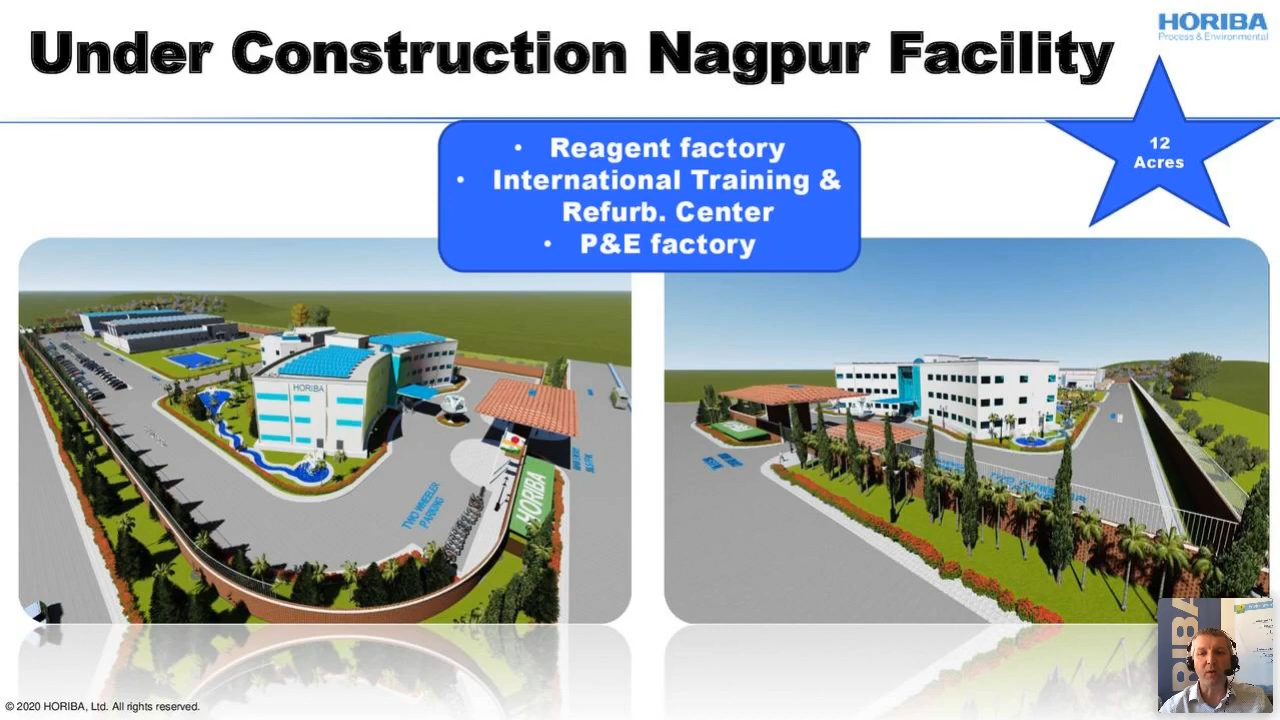 Under Construction Nagpur Facility
HORIBA
Process & Environmental
12
Acres
• Reagent factory
• International Training &
Refurb. Center
• P&E factory
HORIBA
TWO WHEELER
PARKING
HORIBA
© 2020 HORIBA, Ltd. All rights reserved.
RIBA